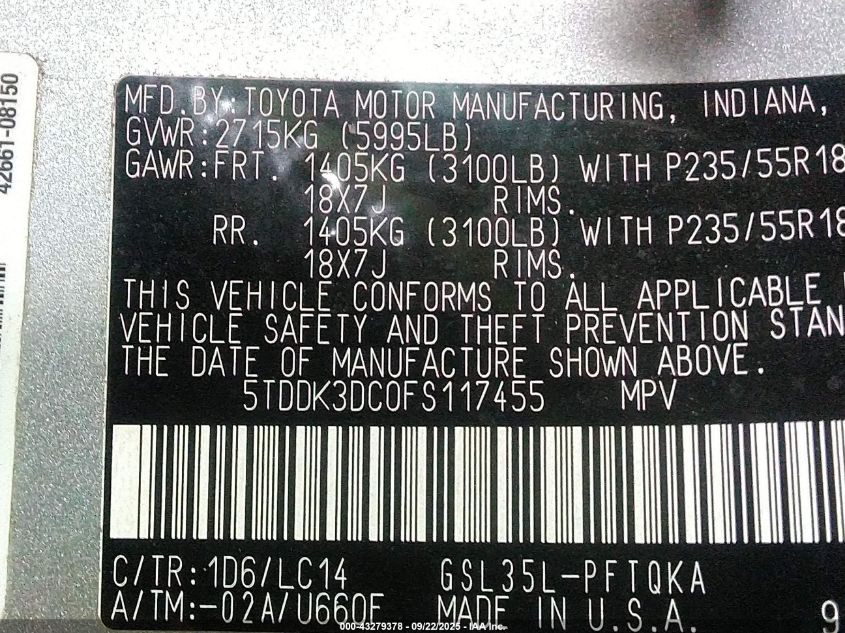 42661-08150
MFD.BY:TOYOTA MOTOR MANUFACTURING, INDIANA,
GVWR:2715KG (5995LB)
GAWR:FRT. 1405KG (3100LB) WITH P235/55R18
18X7J RIMS.
RR. 1405KG (3100LB) WITH P235/55R18
18X7J RIMS.
THIS VEHICLE CONFORMS TO ALL APPLICABLE
VEHICLE SAFETY AND THEFT PREVENTION STAN
THE DATE OF MANUFACTURE SHOWN ABOVE.
5TDDK3DC0FS117455 MPV
C/TR:1D6/LC14 GSL35L-PFTQKA
A/TM:-02A/U660F MADE IN U.S.A. 9
000-43279378 - 09/22/2025 - IAA Inc.